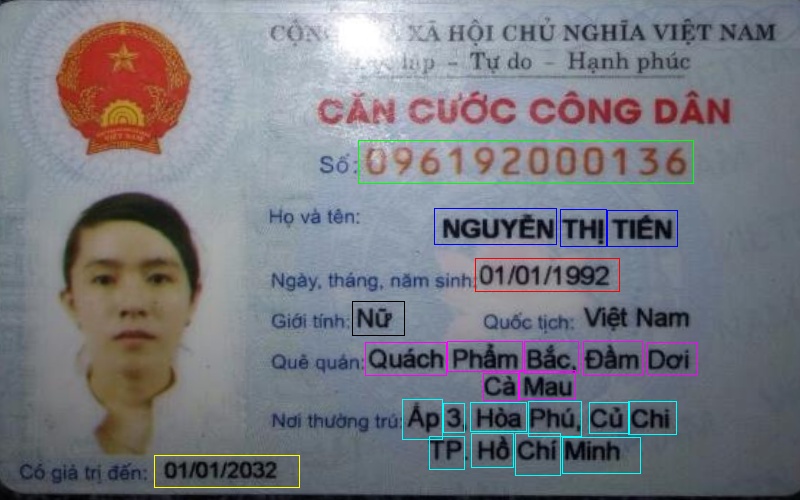 CỘNG XÃ HỘI CHỦ NGHĨA VIỆT NAM
lập - Tự do - Hạnh phúc
CĂN CƯỚC CÔNG DÂN
Số: 096192000136
Họ và tên: NGUYỄN THỊ TIỀN
Ngày, tháng, năm sinh: 01/01/1992
Giới tính: Nữ Quốc tịch: Việt Nam
Quê quán: Quách Phẩm Bắc, Đầm Dơi
Cà Mau
Nơi thường trú: Ấp 3, Hòa Phú, Củ Chi
TP. Hồ Chí Minh
Có giá trị đến: 01/01/2032